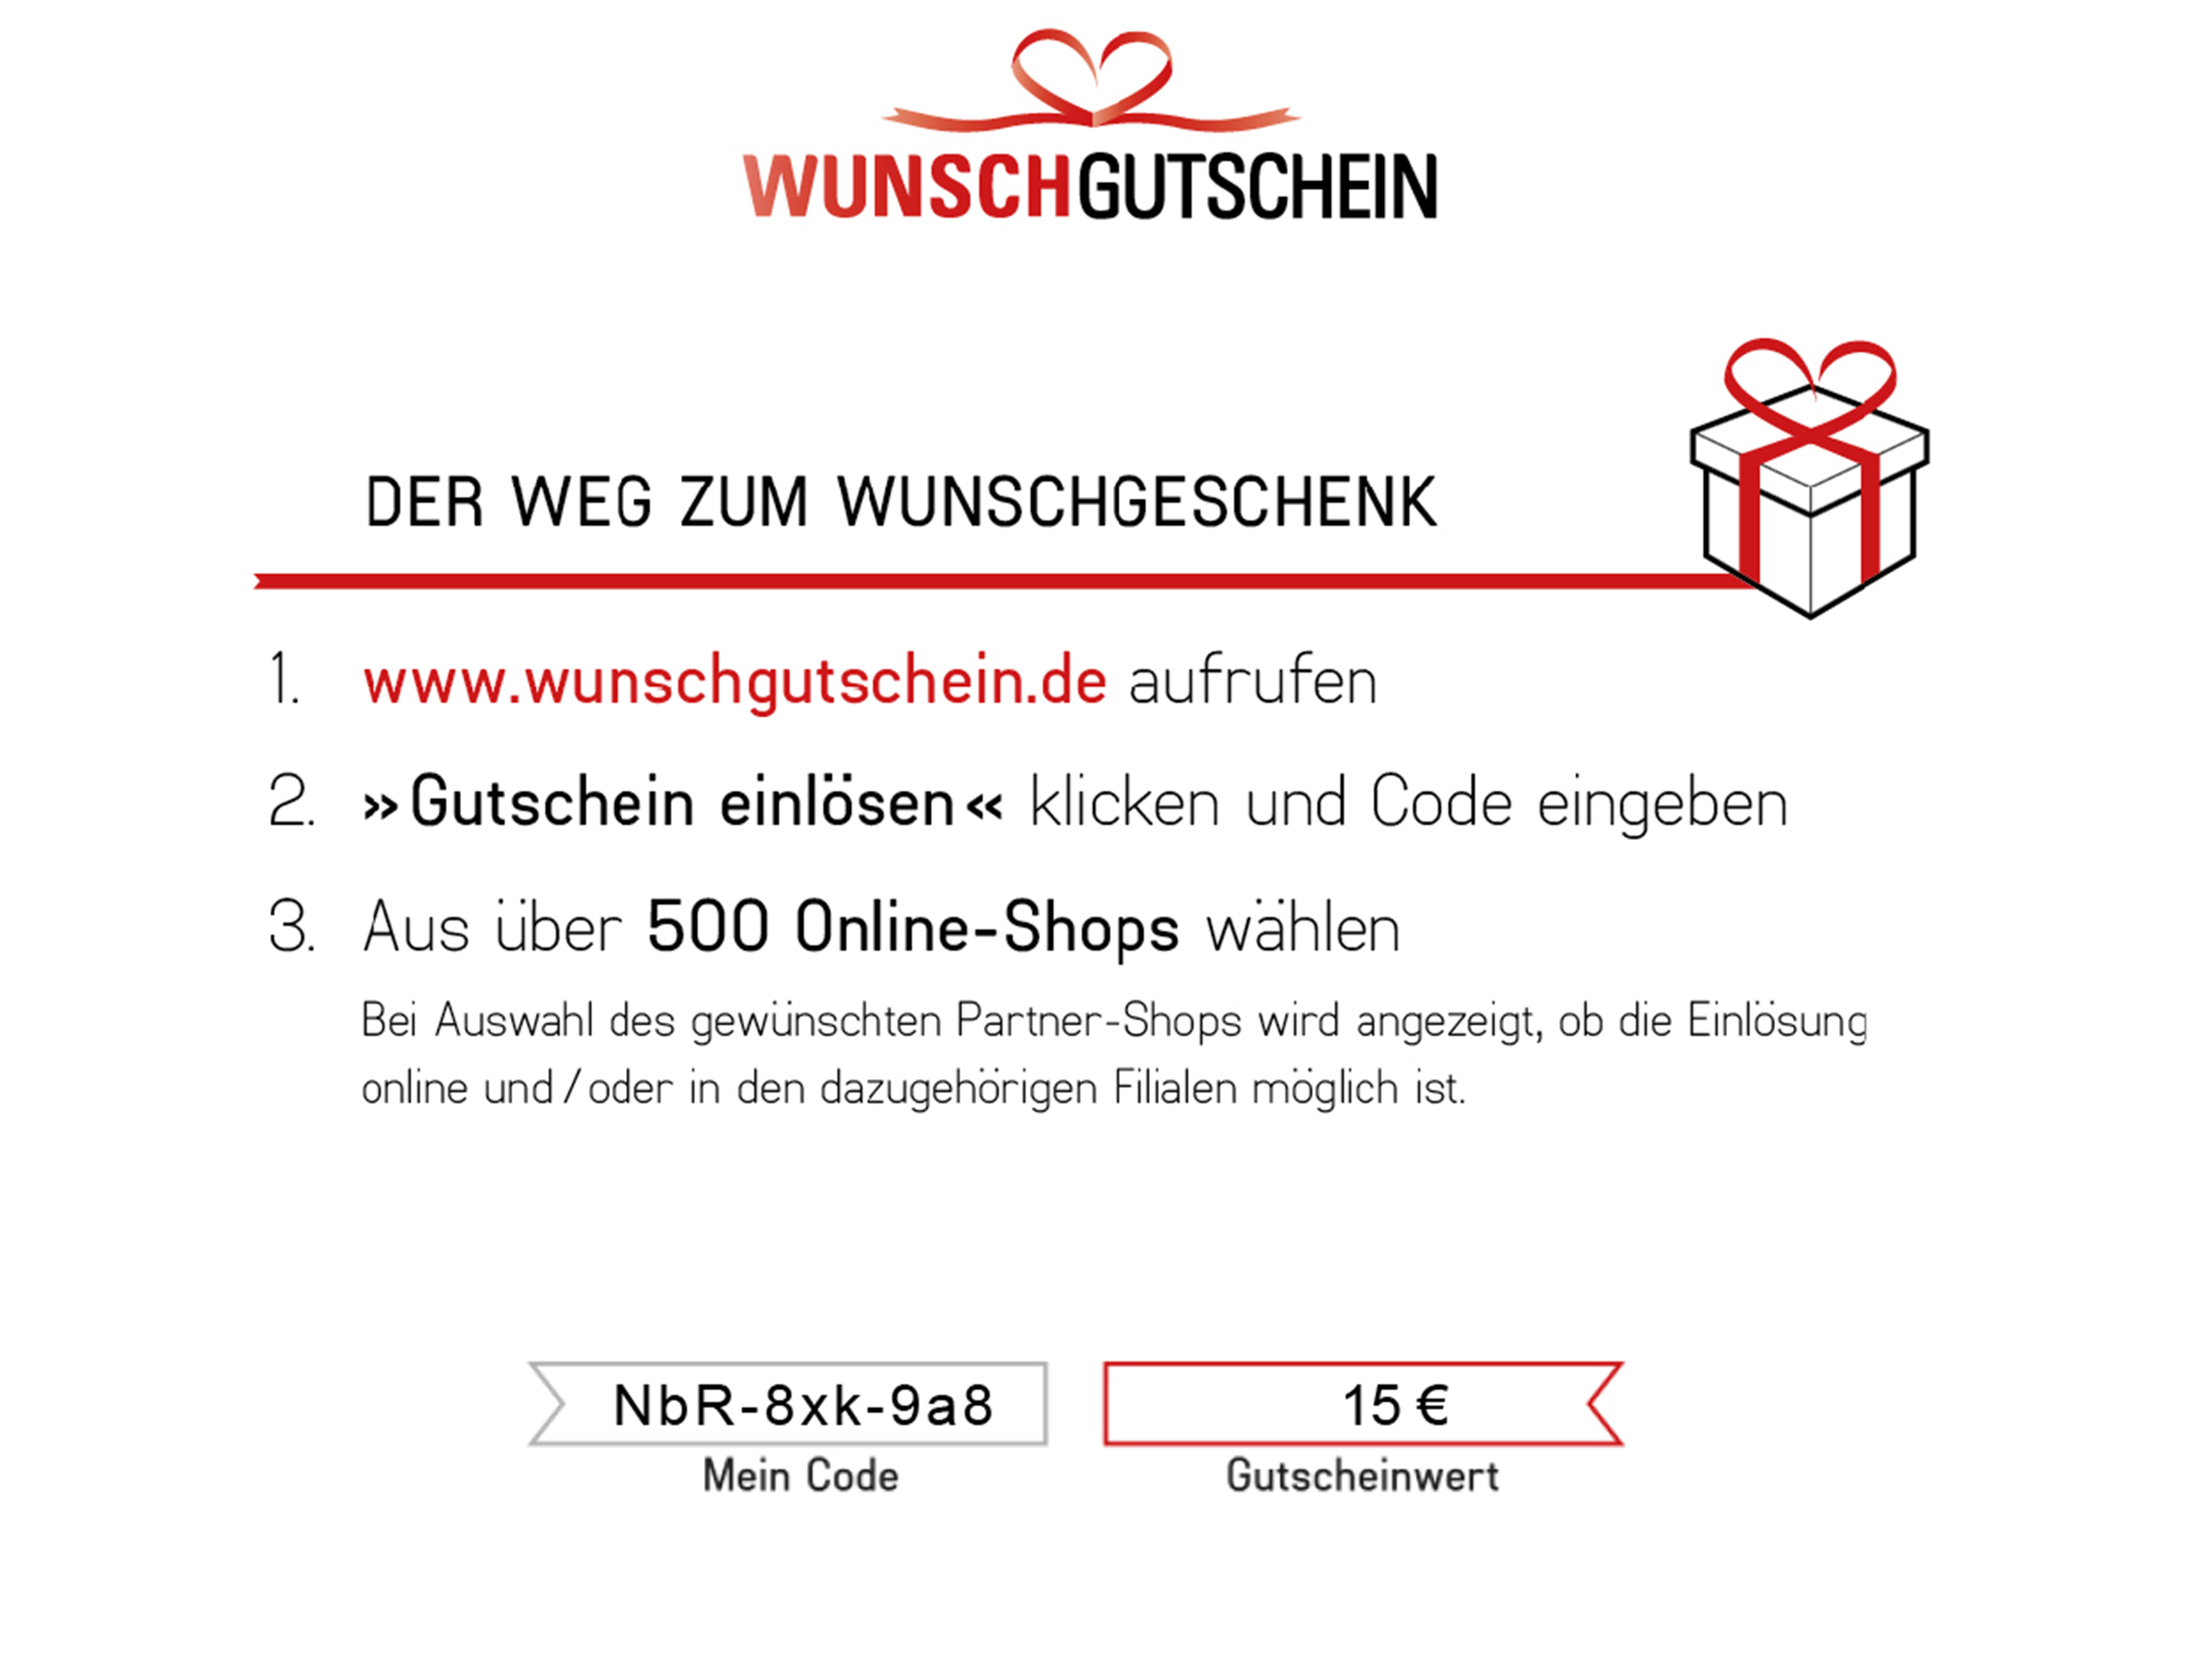 WUNSCHGUTSCHEIN
DER WEG ZUM WUNSCHGESCHENK
1. www.wunschgutschein.de aufrufen
2. »Gutschein einlösen« klicken und Code eingeben
3. Aus über 500 Online-Shops wählen
Bei Auswahl des gewünschten Partner-Shops wird angezeigt, ob die Einlösung
online und/oder in den dazugehörigen Filialen möglich ist.
NbR-8xk-9a8 15 €
Mein Code Gutscheinwert